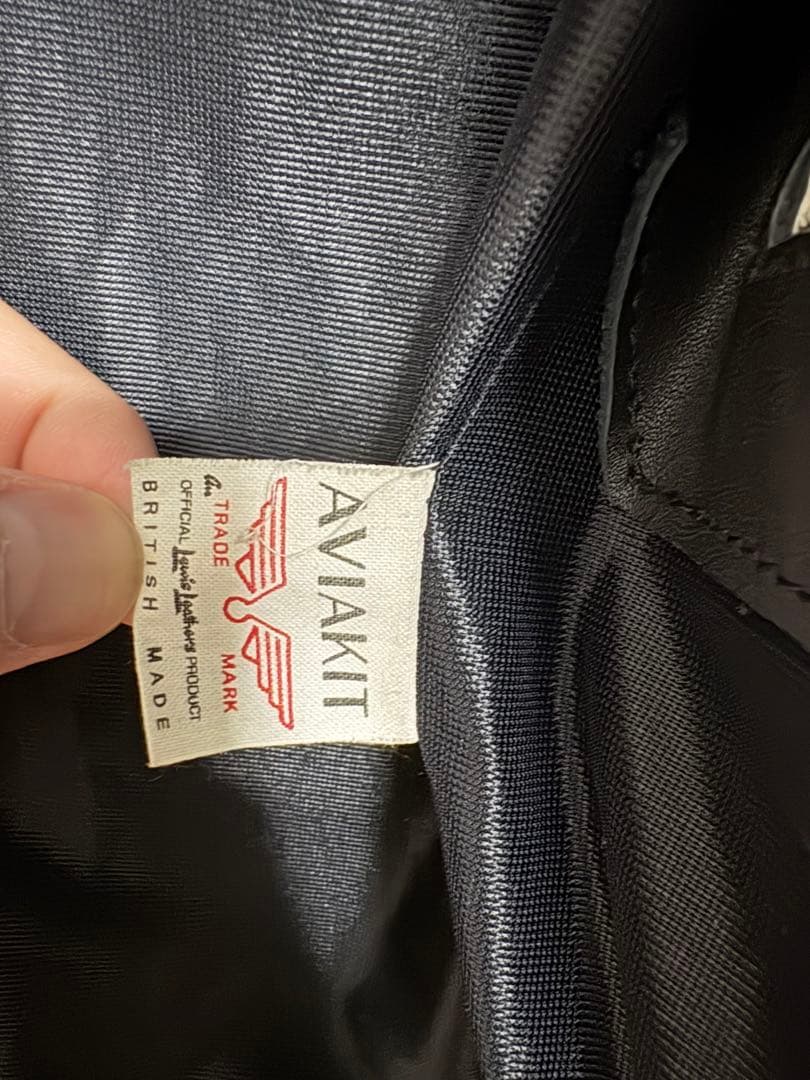 AVIAKIT
TRADE MARK
An
OFFICIAL Lewis Leathers PRODUCT
BRITISH MADE